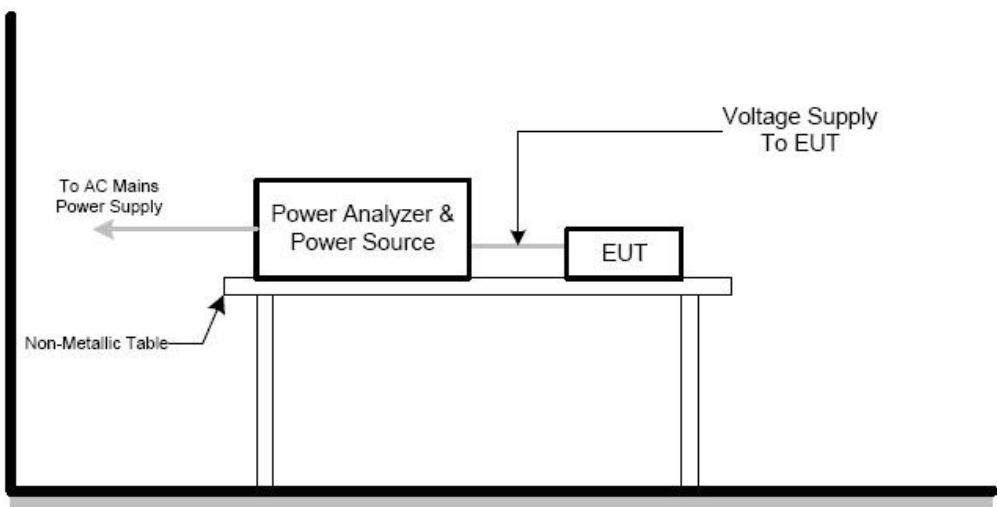 Voltage Supply
To EUT
To AC Mains
Power Supply
Power Analyzer &
Power Source
EUT
Non-Metallic Table